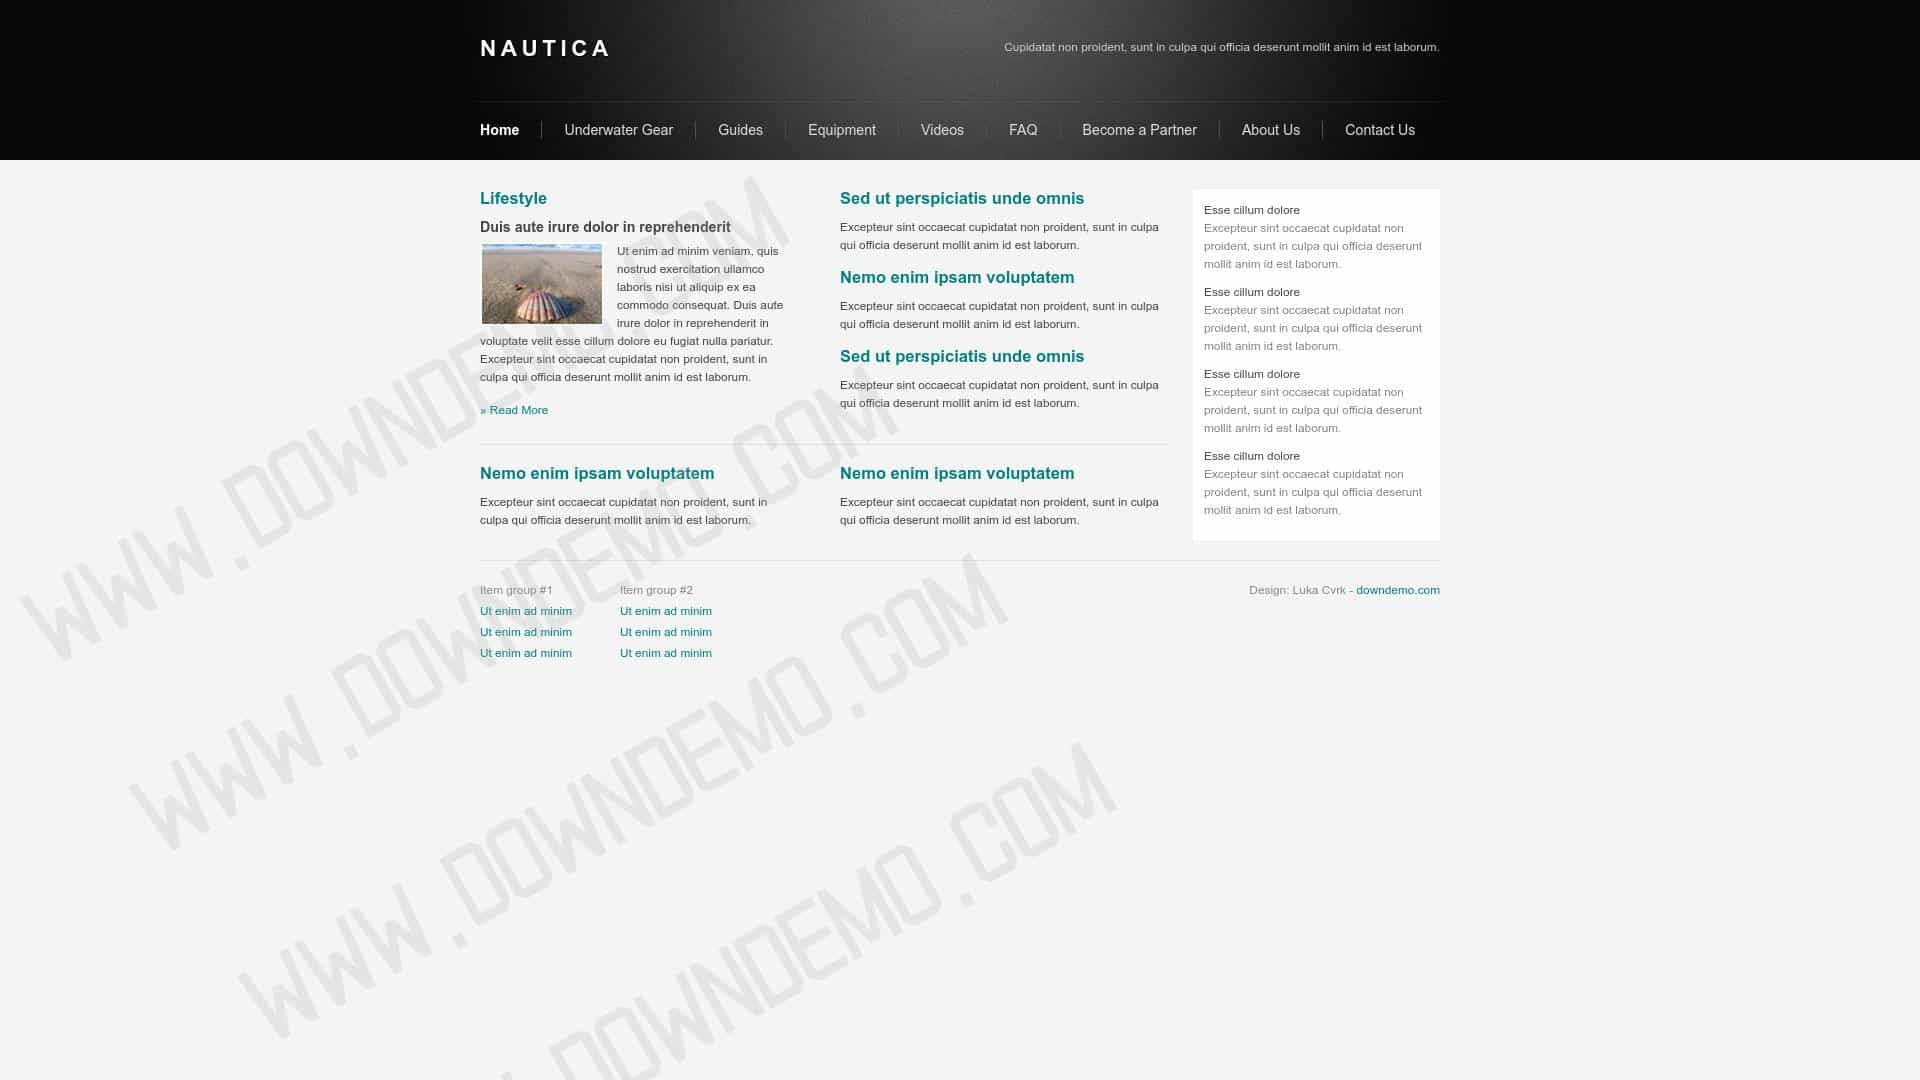 NAUTICA
Cupidatat non proident, sunt in culpa qui officia deserunt mollit anim id est laborum.
Home
Underwater Gear
Guides
Equipment
Videos
FAQ
Become a Partner
About Us
Contact Us
Lifestyle
Duis aute irure dolor in reprehenderit
Ut enim ad minim veniam, quis
nostrud exercitation ullamco
laboris nisi ut aliquip ex ea
commodo consequat. Duis aute
irure dolor in reprehenderit in
voluptate velit esse cillum dolore eu fugiat nulla pariatur.
Excepteur sint occaecat cupidatat non proident, sunt in
culpa qui officia deserunt mollit anim id est laborum.
» Read More
Sed ut perspiciatis unde omnis
Excepteur sint occaecat cupidatat non proident, sunt in culpa
qui officia deserunt mollit anim id est laborum.
Nemo enim ipsam voluptatem
Excepteur sint occaecat cupidatat non proident, sunt in culpa
qui officia deserunt mollit anim id est laborum.
Sed ut perspiciatis unde omnis
Excepteur sint occaecat cupidatat non proident, sunt in culpa
qui officia deserunt mollit anim id est laborum.
Nemo enim ipsam voluptatem
Excepteur sint occaecat cupidatat non proident, sunt in
culpa qui officia deserunt mollit anim id est laborum.
Nemo enim ipsam voluptatem
Excepteur sint occaecat cupidatat non proident, sunt in culpa
qui officia deserunt mollit anim id est laborum.
Esse cillum dolore
Excepteur sint occaecat cupidatat non
proident, sunt in culpa qui officia deserunt
mollit anim id est laborum.
Esse cillum dolore
Excepteur sint occaecat cupidatat non
proident, sunt in culpa qui officia deserunt
mollit anim id est laborum.
Esse cillum dolore
Excepteur sint occaecat cupidatat non
proident, sunt in culpa qui officia deserunt
mollit anim id est laborum.
Esse cillum dolore
Excepteur sint occaecat cupidatat non
proident, sunt in culpa qui officia deserunt
mollit anim id est laborum.
Item group #1
Ut enim ad minim
Ut enim ad minim
Ut enim ad minim
Item group #2
Ut enim ad minim
Ut enim ad minim
Ut enim ad minim
Design: Luka Cvrk - downdemo.com
WWW.DOWNDEMO.COM
WWW.DOWNDEMO.COM
WWW.DOWNDEMO.COM
DOWNDEMO.COM